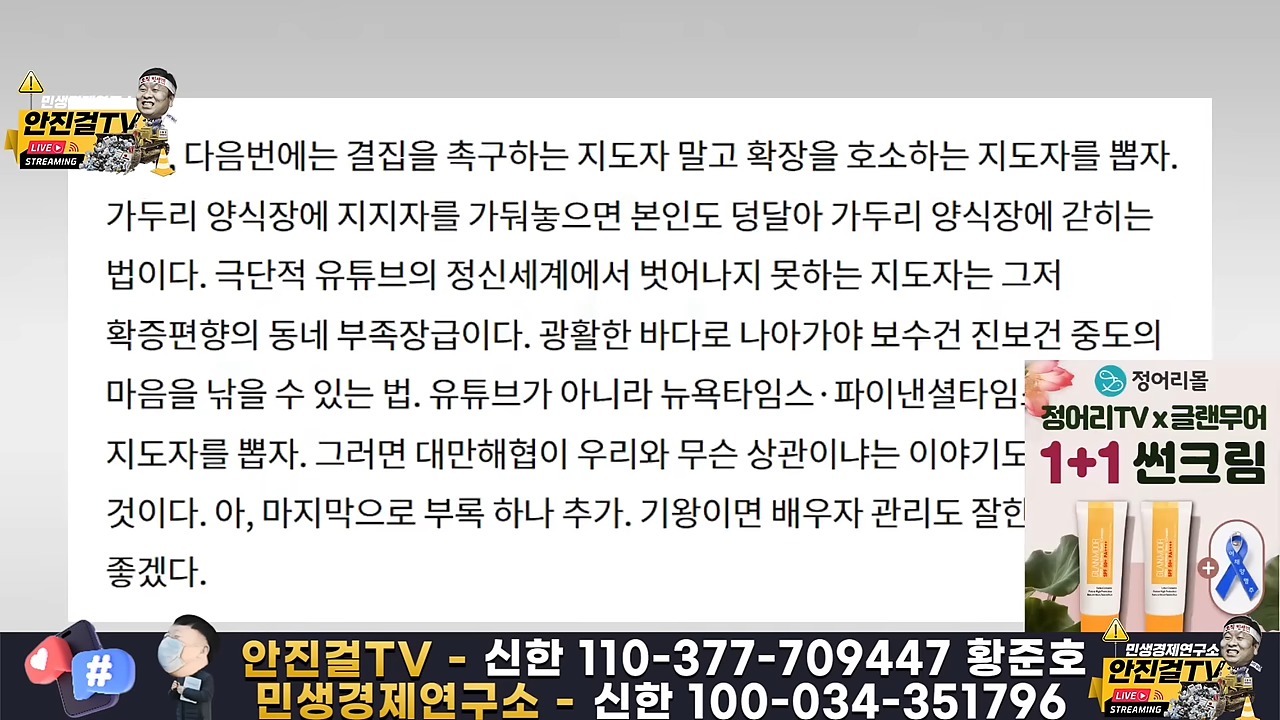 민생경제연구소
안진걸TV
LIVE
STREAMING
다음번에는 결집을 촉구하는 지도자 말고 확장을 호소하는 지도자를 뽑자.
가두리 양식장에 지지자를 가둬놓으면 본인도 덩달아 가두리 양식장에 갇히는
법이다. 극단적 유튜브의 정신세계에서 벗어나지 못하는 지도자는 그저
확증편향의 동네 부족장급이다. 광활한 바다로 나아가야 보수건 진보건 중도의
마음을 낚을 수 있는 법. 유튜브가 아니라 뉴욕타임스·파이낸셜타임
지도자를 뽑자. 그러면 대만해협이 우리와 무슨 상관이냐는 이야기도
것이다. 아, 마지막으로 부록 하나 추가. 기왕이면 배우자 관리도 잘한
좋겠다.
정어리몰
정어리TV x 글랜무어
1+1 썬크림
+
#
안진걸TV - 신한 110-377-709447 황준호
민생경제연구소 - 신한 100-034-351796
민생경제연구소
안진걸TV
LIVE
STREAMING